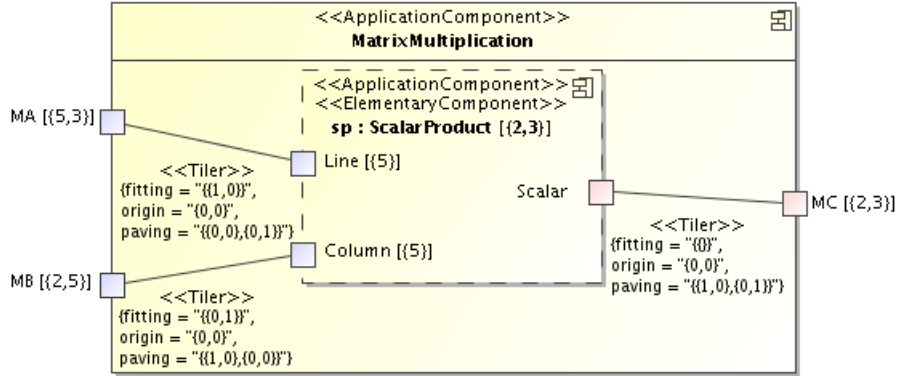 <<ApplicationComponent>>
MatrixMultiplication
<<ApplicationComponent>>
<<ElementaryComponent>>
sp : ScalarProduct [{2,3}]
MA [{5,3}]
Line [{5}]
<<Tiler>>
{fitting = "{{1,0}}",
origin = "{0,0}",
paving = "{{0,0},{0,1}}"}
Scalar
MC [{2,3}]
<<Tiler>>
{fitting = "{{}}",
origin = "{0,0}",
paving = "{{1,0},{0,1}}"}
Column [{5}]
MB [{2,5}]
<<Tiler>>
{fitting = "{{0,1}}",
origin = "{0,0}",
paving = "{{1,0},{0,0}}"}